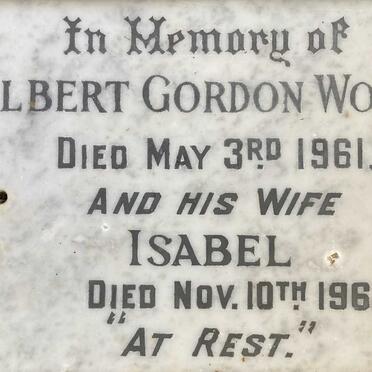 In Memory of
LBERT GORDON WO
DIED MAY 3RD 1961.
AND HIS WIFE
ISABEL
DIED NOV. 10TH 196
"AT REST."